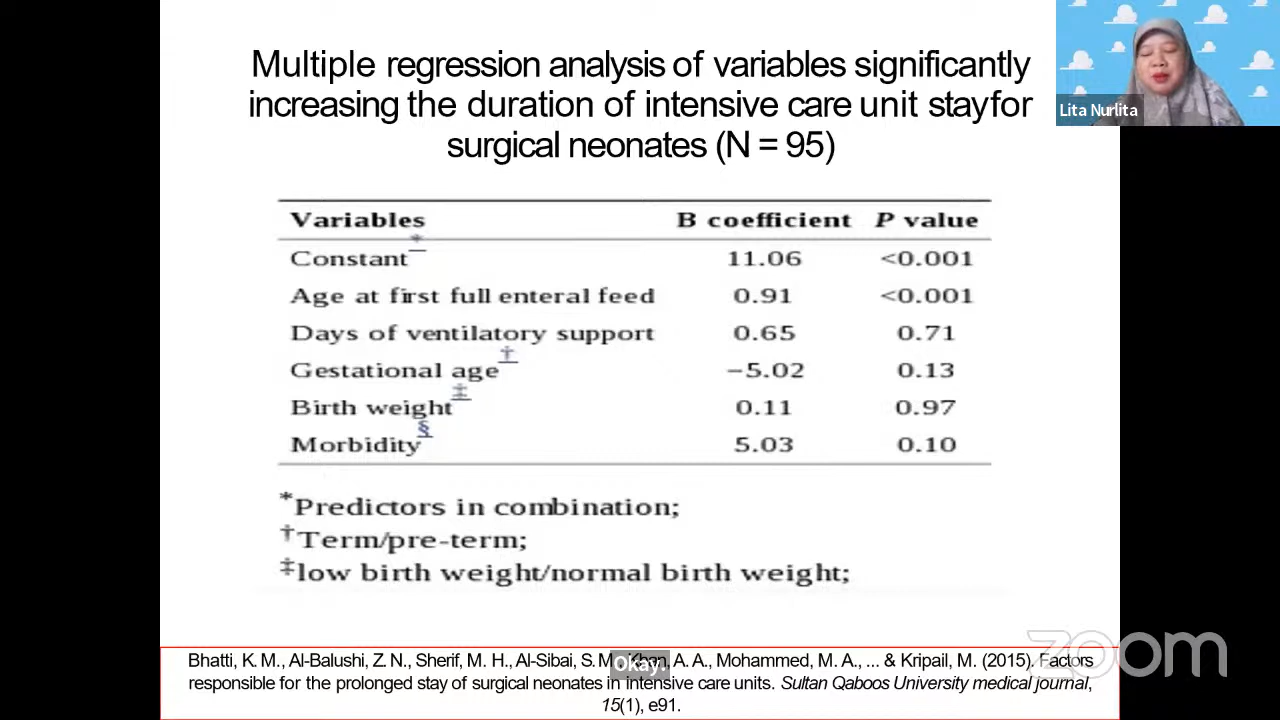 Multiple regression analysis of variables significantly
increasing the duration of intensive care unit stayfor
surgical neonates (N = 95)
Lita Nurlita
Variables B coefficient P value
Constant* 11.06 <0.001
Age at first full enteral feed 0.91 <0.001
Days of ventilatory support 0.65 0.71
Gestational age† −5.02 0.13
Birth weight‡ 0.11 0.97
Morbidity§ 5.03 0.10
*Predictors in combination;
†Term/pre-term;
‡low birth weight/normal birth weight;
zoom
Bhatti, K. M., Al-Balushi, Z. N., Sherif, M. H., Al-Sibai, S. M., Khan, A. A., Mohammed, M. A., ... & Kripail, M. (2015). Factors
responsible for the prolonged stay of surgical neonates in intensive care units. Sultan Qaboos University medical journal,
15(1), e91.
Okay.